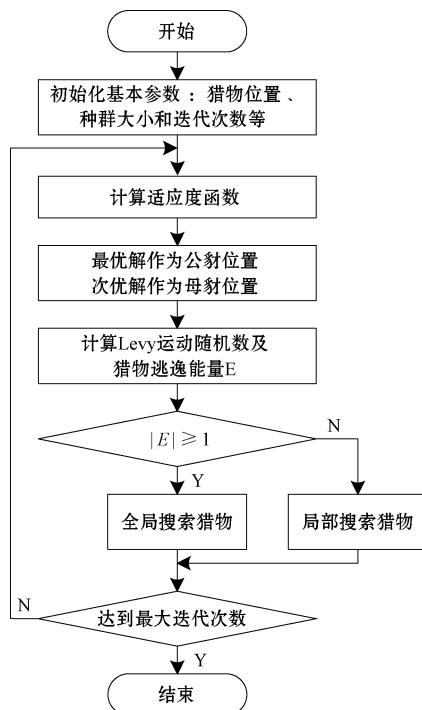 开始
初始化基本参数：猎物位置、
种群大小和迭代次数等
计算适应度函数
最优解作为公豺位置
次优解作为母豺位置
计算Levy运动随机数及
猎物逃逸能量E
|E|≥1
N
Y
全局搜索猎物
局部搜索猎物
N
达到最大迭代次数
Y
结束